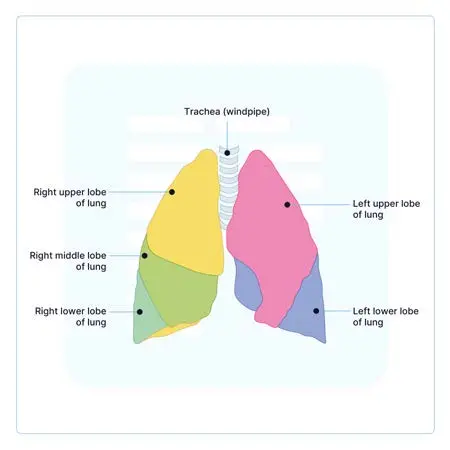 Trachea (windpipe)
Right upper lobe
of lung
Left upper lobe
of lung
Right middle lobe
of lung
Right lower lobe
of lung
Left lower lobe
of lung